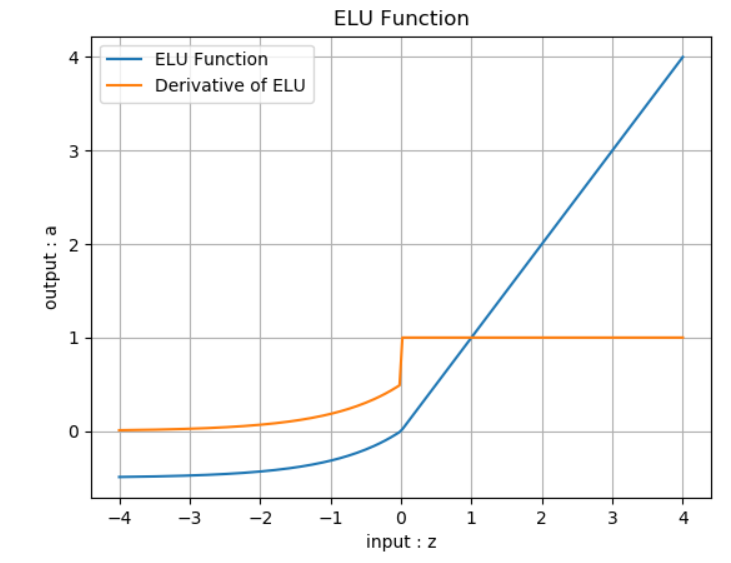 ELU Function
ELU Function
Derivative of ELU
4
3
2
1
0
output : a
−4 −3 −2 −1 0 1 2 3 4
input : z